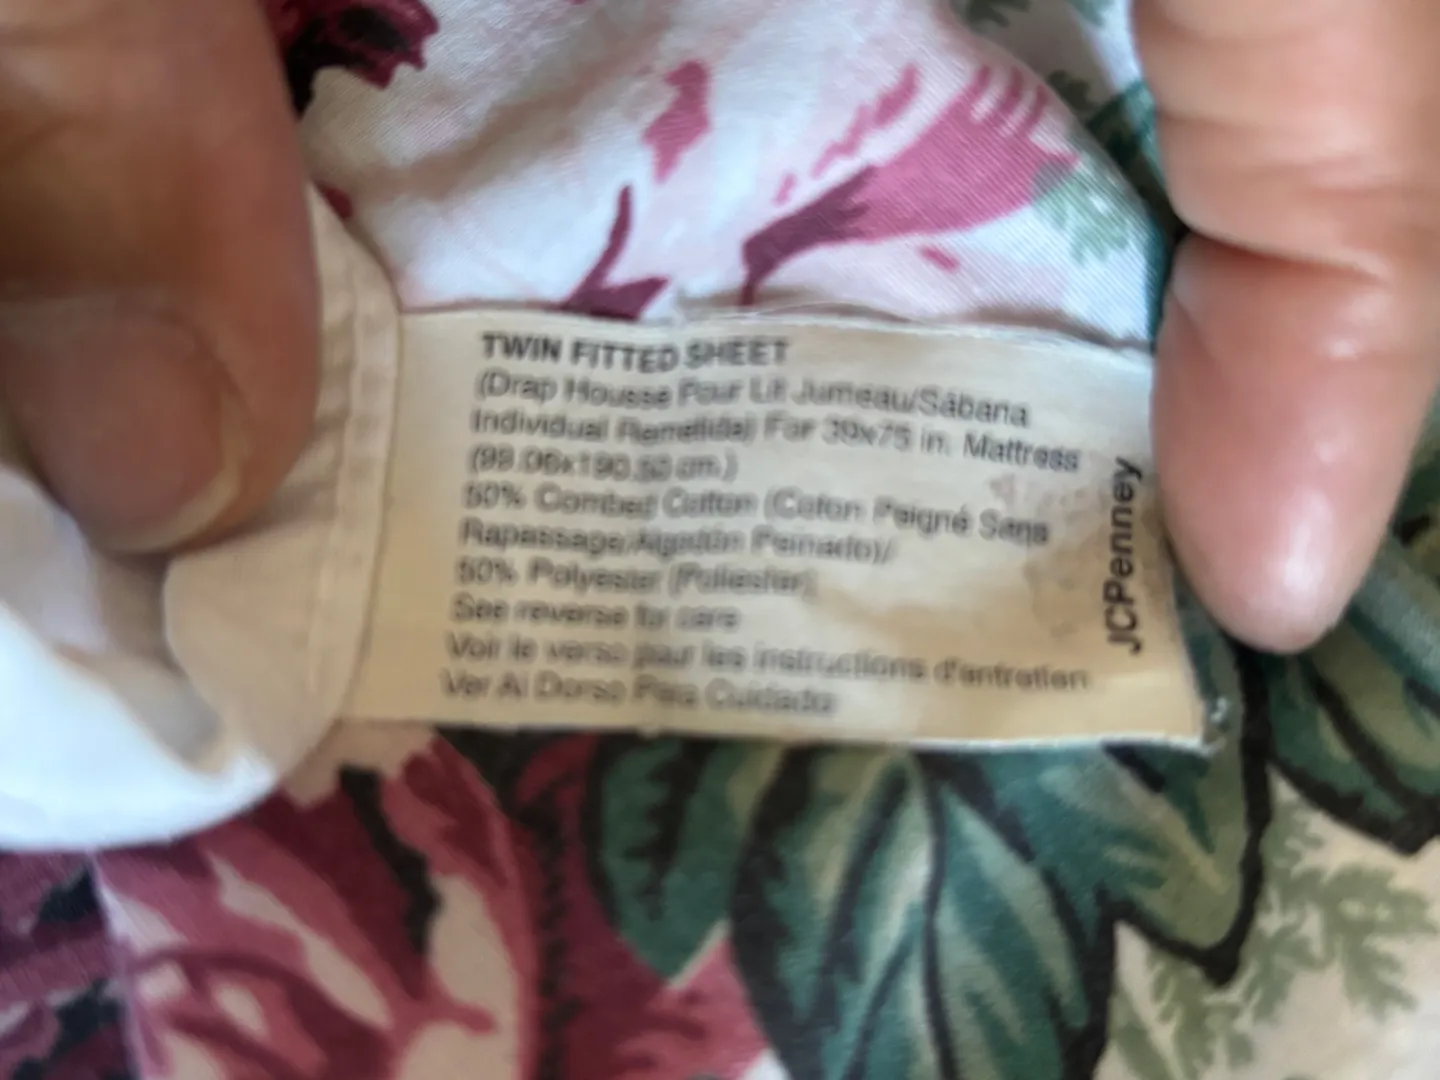 TWIN FITTED SHEET
(Drap Housse Pour Lit Jumeau/Sábana
Individual Remetida) For 39x75 in. Mattress
(99.06x190.50 cm.)
50% Combed Cotton (Coton Peigné Sans
Rapassage/Algodón Peinado)/
50% Polyester (Poliester)
See reverse for care
Voir le verso pour les instructions d'entretien
Ver Al Dorso Para Cuidado
JCPenney